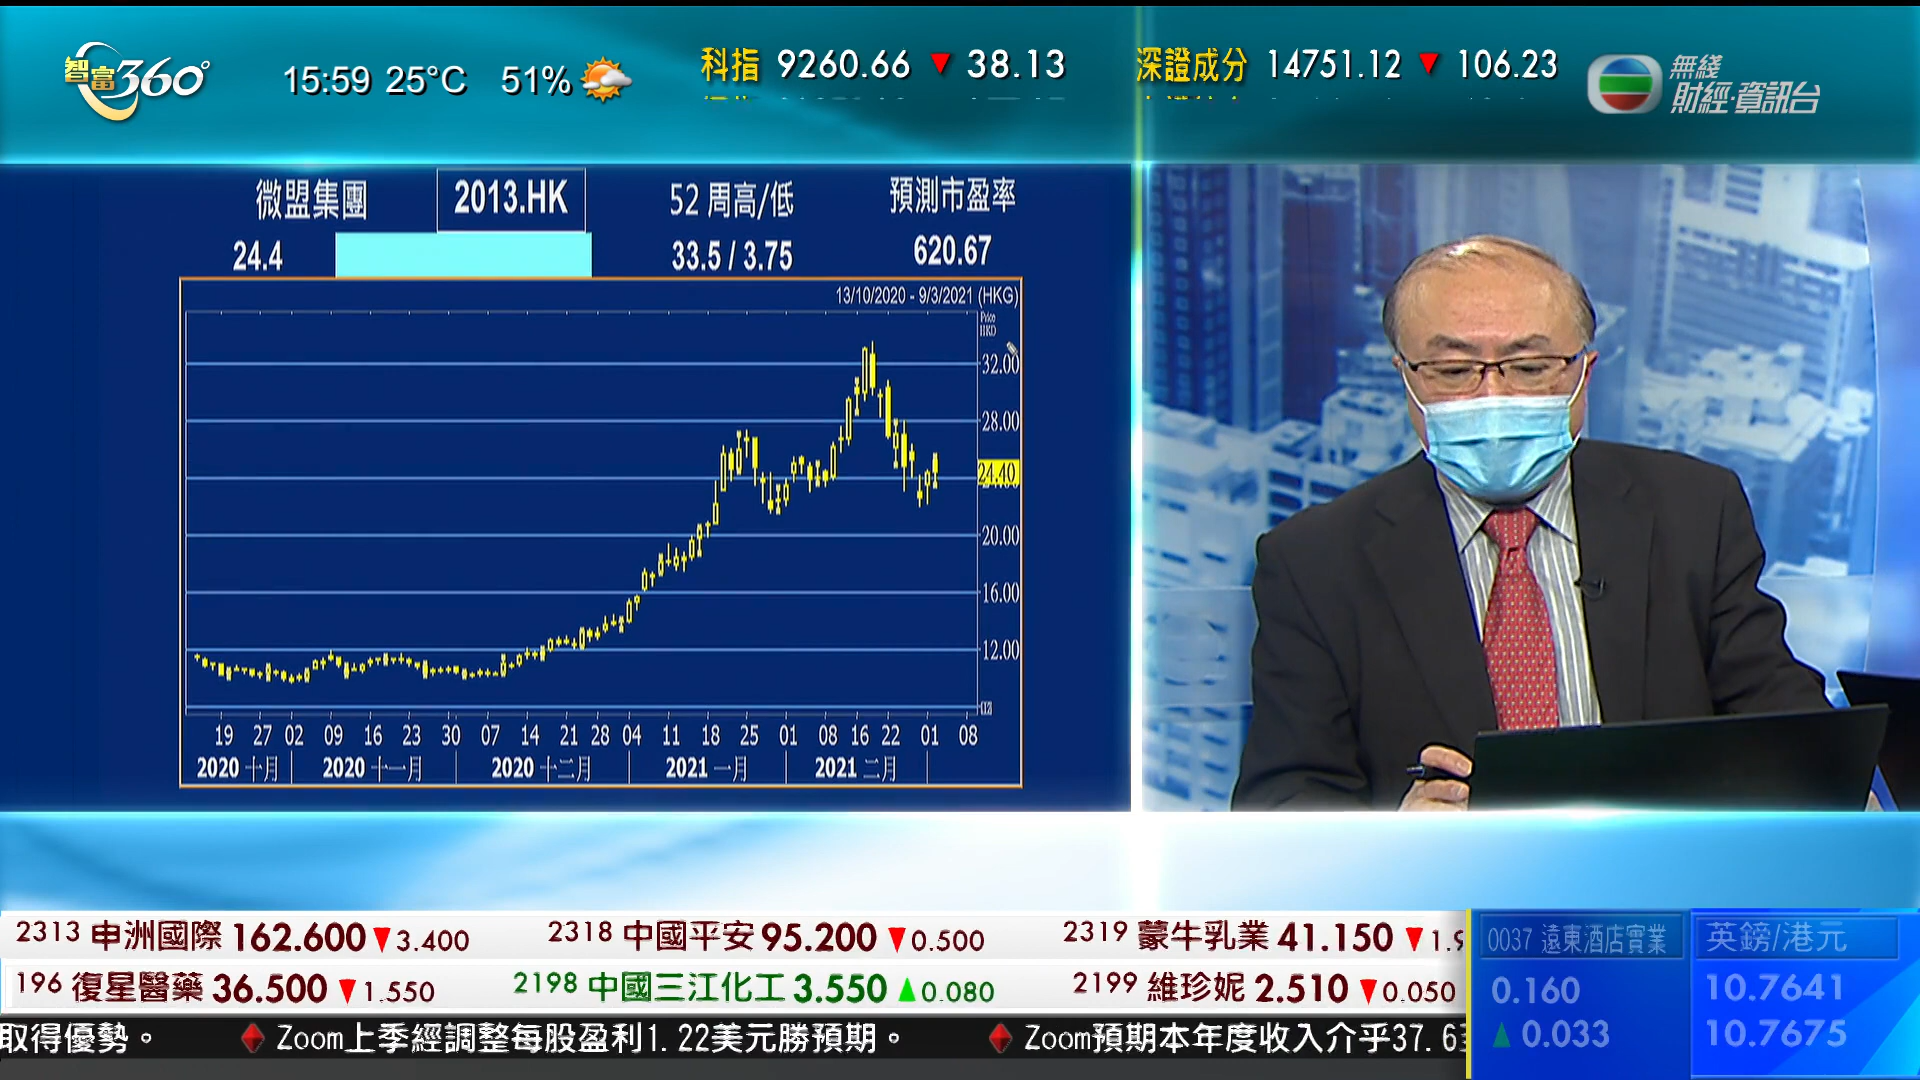 智富360°
15:59 25°C 51%
科指 9260.66 ▼ 38.13
深證成分 14751.12 ▼ 106.23
無綫
財經·資訊台
微盟集團 2013.HK 52 周高/低 預測市盈率
24.4 33.5 / 3.75 620.67
13/10/2020 - 9/3/2021 (HKG)
Price
HKD
32.00
28.00
24.40
20.00
16.00
12.00
19 27 02 09 16 23 30 07 14 21 28 04 11 18 25 01 08 16 22 01 08
2020 十月 2020 十一月 2020 十二月 2021 一月 2021 二月
2313 申洲國際 162.600 ▼ 3.400 2318 中國平安 95.200 ▼ 0.500 2319 蒙牛乳業 41.150 ▼ 1.9
196 復星醫藥 36.500 ▼ 1.550 2198 中國三江化工 3.550 ▲ 0.080 2199 維珍妮 2.510 ▼ 0.050
取得優勢。 Zoom上季經調整每股盈利1.22美元勝預期。 Zoom預期本年度收入介乎37.6
0037 遠東酒店實業
0.160
▲ 0.033
英鎊/港元
10.7641
10.7675